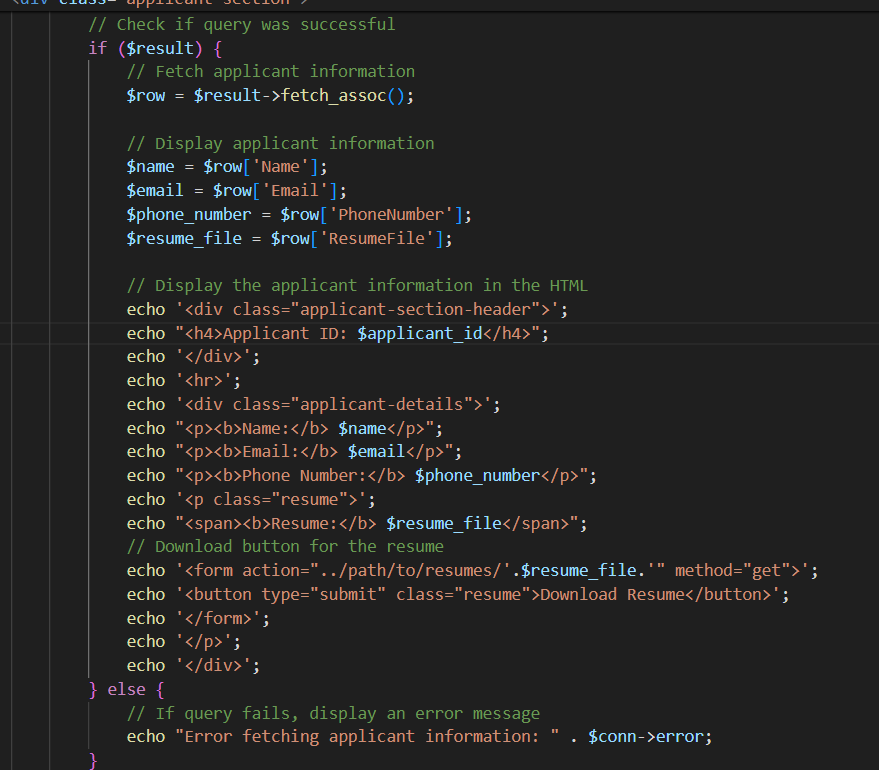 <div class="applicant-section">
// Check if query was successful
if ($result) {
// Fetch applicant information
$row = $result->fetch_assoc();
// Display applicant information
$name = $row['Name'];
$email = $row['Email'];
$phone_number = $row['PhoneNumber'];
$resume_file = $row['ResumeFile'];
// Display the applicant information in the HTML
echo '<div class="applicant-section-header">';
echo "<h4>Applicant ID: $applicant_id</h4>";
echo '</div>';
echo '<hr>';
echo '<div class="applicant-details">';
echo "<p><b>Name:</b> $name</p>";
echo "<p><b>Email:</b> $email</p>";
echo "<p><b>Phone Number:</b> $phone_number</p>";
echo '<p class="resume">';
echo "<span><b>Resume:</b> $resume_file</span>";
// Download button for the resume
echo '<form action="../path/to/resumes/'.$resume_file.'" method="get">';
echo '<button type="submit" class="resume">Download Resume</button>';
echo '</form>';
echo '</p>';
echo '</div>';
} else {
// If query fails, display an error message
echo "Error fetching applicant information: " . $conn->error;
}